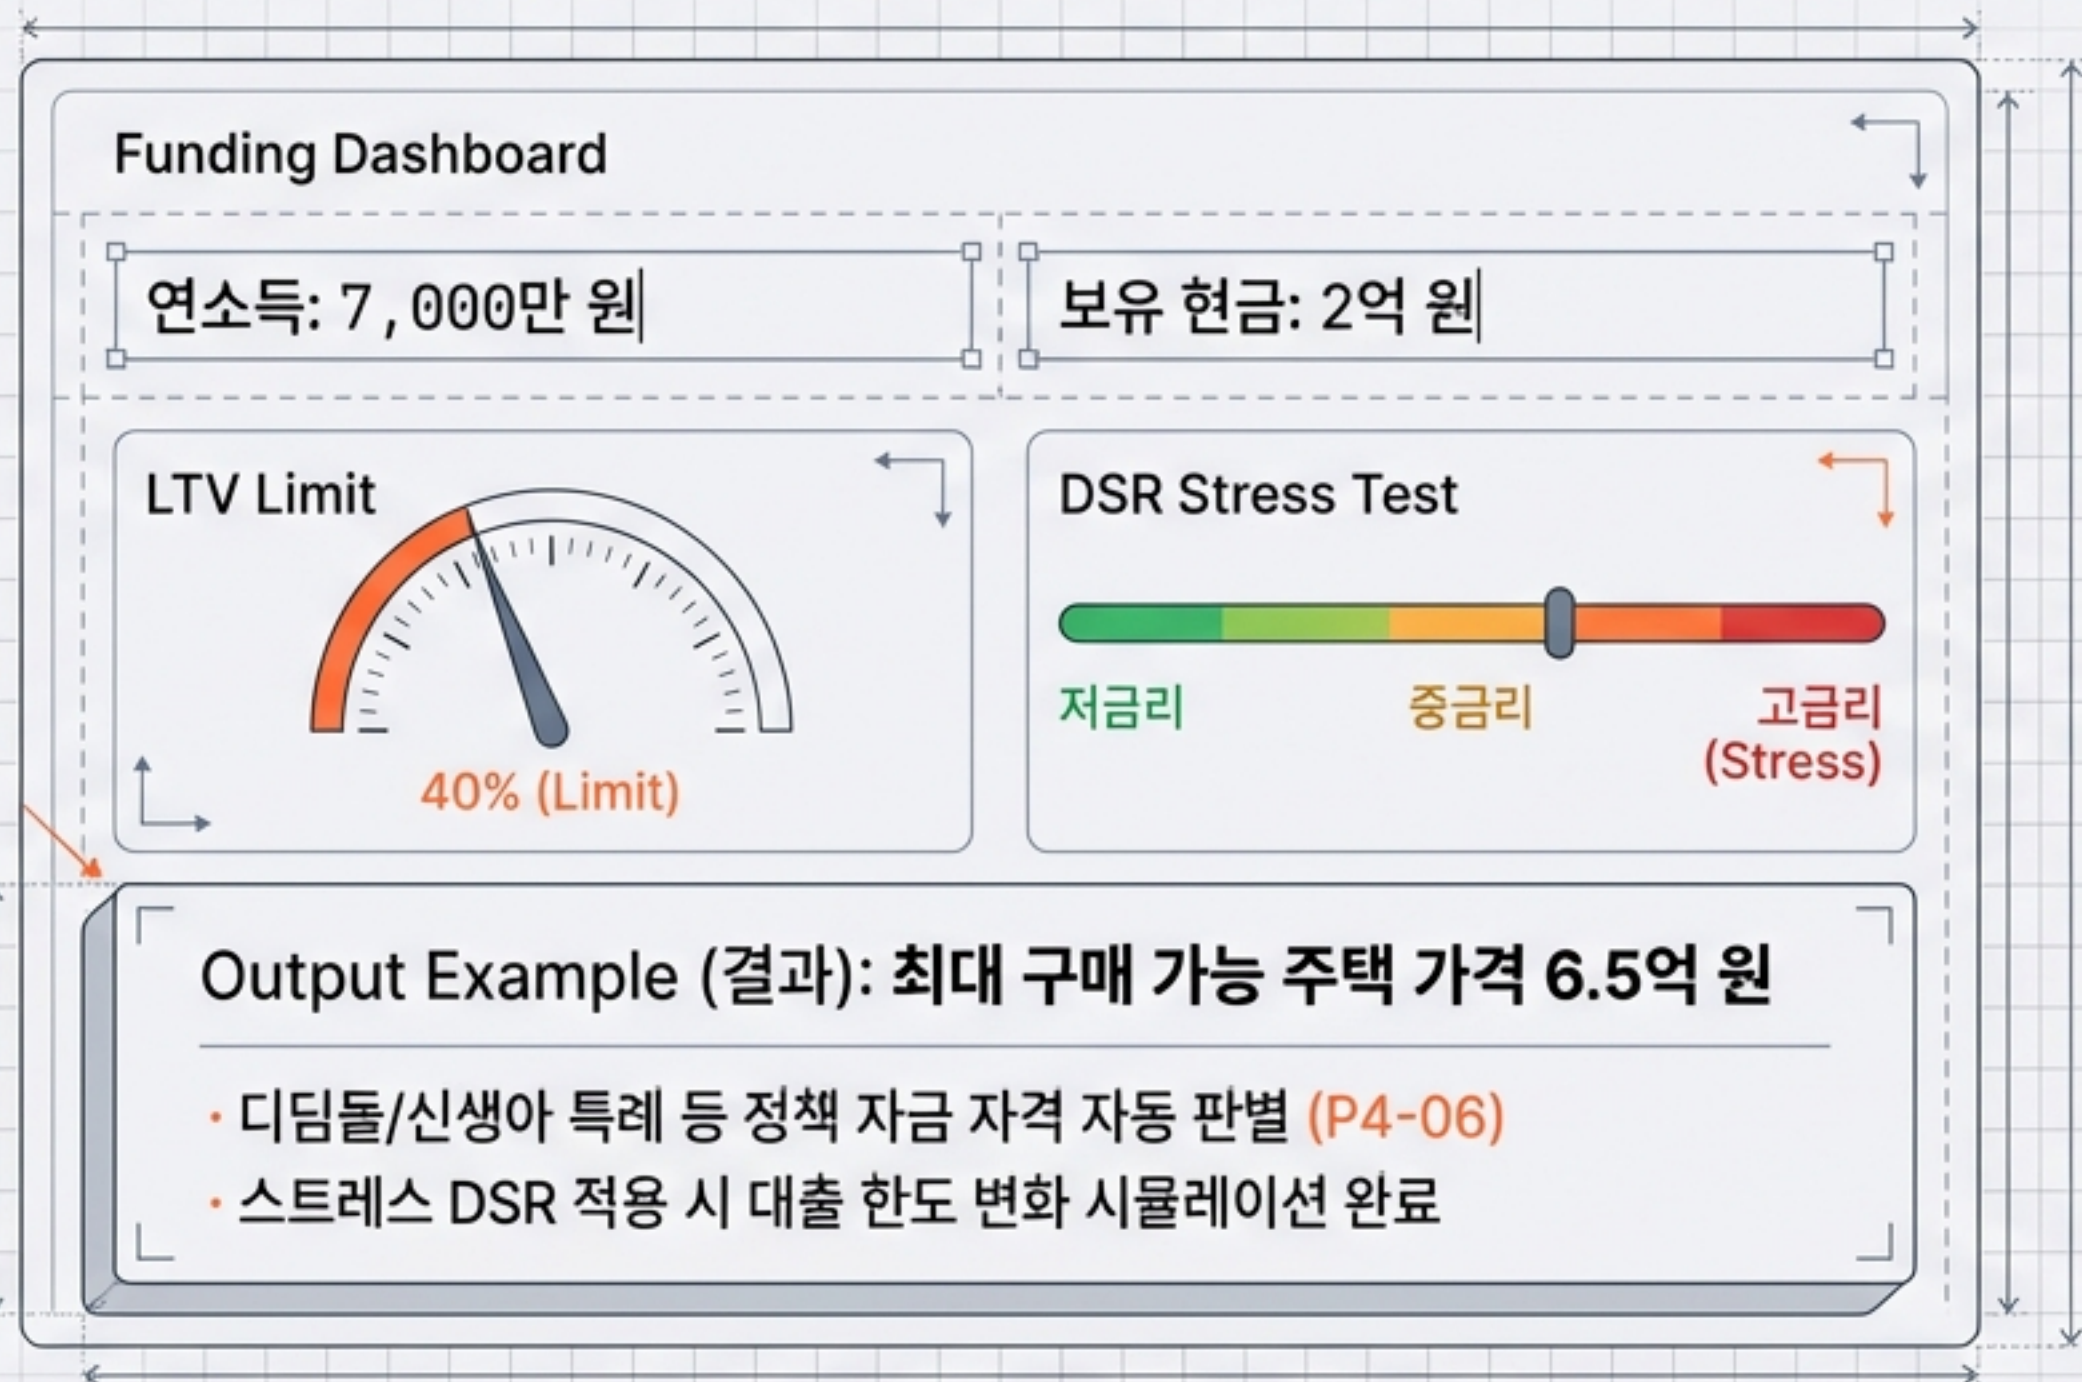 Funding Dashboard
연소득: 7,000만 원
보유 현금: 2억 원
LTV Limit
40% (Limit)
DSR Stress Test
저금리
중금리
고금리
(Stress)
Output Example (결과): 최대 구매 가능 주택 가격 6.5억 원
· 디딤돌/신생아 특례 등 정책 자금 자격 자동 판별 (P4-06)
· 스트레스 DSR 적용 시 대출 한도 변화 시뮬레이션 완료